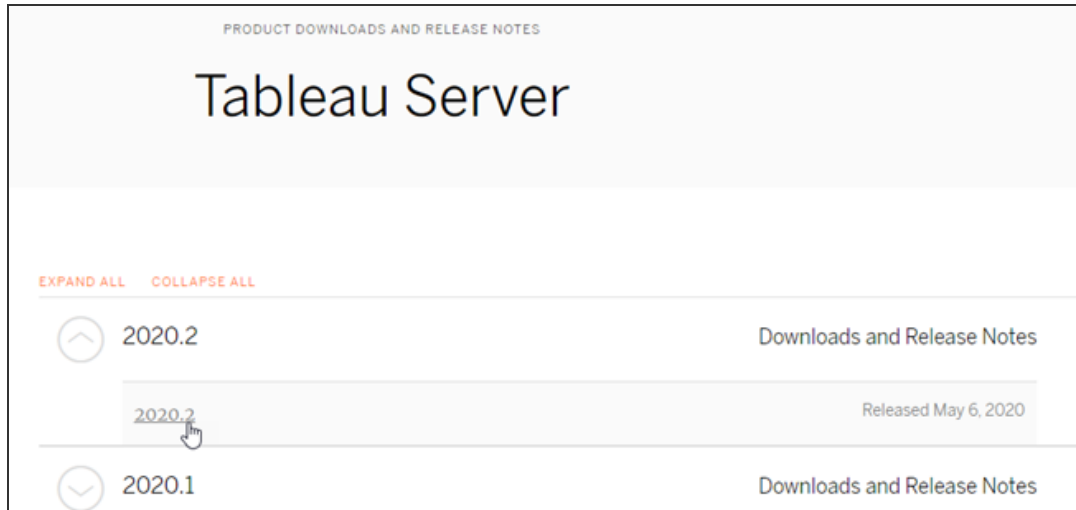 PRODUCT DOWNLOADS AND RELEASE NOTES
Tableau Server
EXPAND ALL COLLAPSE ALL
2020.2 Downloads and Release Notes
2020.2 Released May 6, 2020
2020.1 Downloads and Release Notes